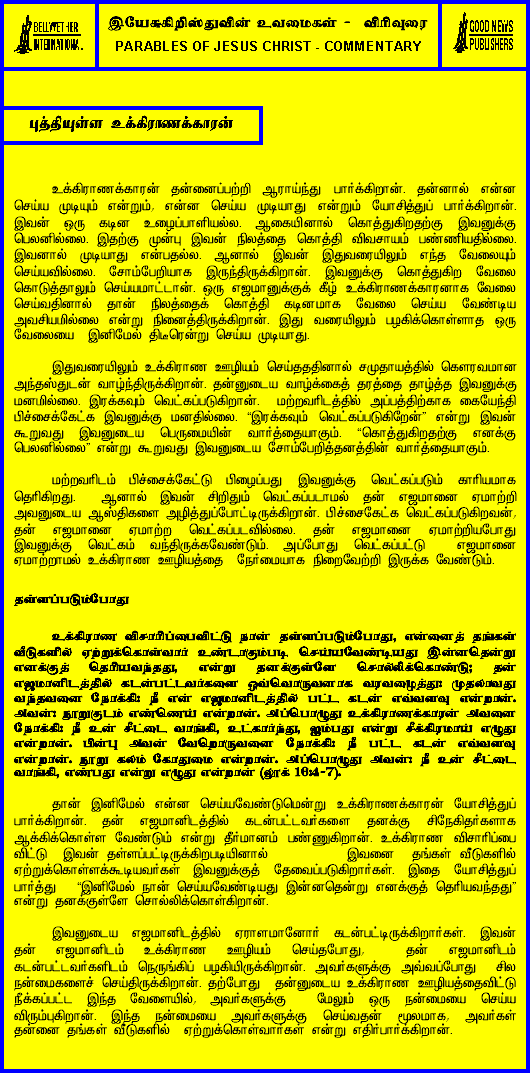 BELLWETHER
INTERNATIONAL
இயேசுகிறிஸ்துவின் உவமைகள் - விரிவுரை
PARABLES OF JESUS CHRIST - COMMENTARY
GOOD NEWS
PUBLISHERS
புத்தியுள்ள உக்கிராணக்காரன்
உக்கிராணக்காரன் தன்னைப்பற்றி ஆராய்ந்து பார்க்கிறான். தன்னால் என்ன
செய்ய முடியும் என்றும், என்ன செய்ய முடியாது என்றும் யோசித்துப் பார்க்கிறான்.
இவன் ஒரு கடின உழைப்பாளியல்ல. ஆகையினால் கொத்துகிறதற்கு இவனுக்கு
பெலனில்லை. இதற்கு முன்பு இவன் நிலத்தை கொத்தி விவசாயம் பண்ணியதில்லை.
இவனால் முடியாது என்பதல்ல. ஆனால் இவன் இதுவரையிலும் எந்த வேலையும்
செய்யவில்லை. சோம்பேறியாக இருந்திருக்கிறான். இவனுக்கு கொத்துகிற வேலை
கொடுத்தாலும் செய்யமாட்டான். ஒரு எஜமானுக்குக் கீழ் உக்கிராணக்காரனாக வேலை
செய்வதினால் தான் நிலத்தைக் கொத்தி கடினமாக வேலை செய்ய வேண்டிய
அவசியமில்லை என்று நினைத்திருக்கிறான். இது வரையிலும் பழகிக்கொள்ளாத ஒரு
வேலையை இனிமேல் திடீரென்று செய்ய முடியாது.
இதுவரையிலும் உக்கிராண ஊழியம் செய்ததினால் சமுதாயத்தில் கௌரவமான
அந்தஸ்துடன் வாழ்ந்திருக்கிறான். தன்னுடைய வாழ்க்கைத் தரத்தை தாழ்த்த இவனுக்கு
மனமில்லை. இரக்கவும் வெட்கப்படுகிறான். மற்றவரிடத்தில் அப்பத்திற்காக கையேந்தி
பிச்சைக்கேட்க இவனுக்கு மனதில்லை. “இரக்கவும் வெட்கப்படுகிறேன்” என்று இவன்
கூறுவது இவனுடைய பெருமையின் வார்த்தையாகும். “கொத்துகிறதற்கு எனக்கு
பெலனில்லை” என்று கூறுவது இவனுடைய சோம்பேறித்தனத்தின் வார்த்தையாகும்.
மற்றவரிடம் பிச்சைக்கேட்டு பிழைப்பது இவனுக்கு வெட்கப்படும் காரியமாக
தெரிகிறது. ஆனால் இவன் சிறிதும் வெட்கப்படாமல் தன் எஜமானை ஏமாற்றி
அவனுடைய ஆஸ்திகளை அழித்துப்போட்டிருக்கிறான். பிச்சைகேட்க வெட்கப்படுகிறவன்,
தன் எஜமானை ஏமாற்ற வெட்கப்படவில்லை. தன் எஜமானை ஏமாற்றியபோது
இவனுக்கு வெட்கம் வந்திருக்கவேண்டும். அப்போது வெட்கப்பட்டு எஜமானை
ஏமாற்றாமல் உக்கிராண ஊழியத்தை நேர்மையாக நிறைவேற்றி இருக்க வேண்டும்.
தள்ளப்படும்போது
உக்கிராண விசாரிப்பைவிட்டு நான் தள்ளப்படும்போது, என்னைத் தங்கள்
வீடுகளில் ஏற்றுக்கொள்வார் உண்டாகும்படி செய்யவேண்டியது இன்னதென்று
எனக்குத் தெரியவந்தது, என்று தனக்குள்ளே சொல்லிக்கொண்டு; தன்
எஜமானிடத்தில் கடன்பட்டவர்களை ஒவ்வொருவனாக வரவழைத்து: முதலாவது
வந்தவனை நோக்கி: நீ என் எஜமானிடத்தில் பட்ட கடன் எவ்வளவு என்றான்.
அவன்: நூறுகுடம் எண்ணெய் என்றான். அப்பொழுது உக்கிராணக்காரன் அவனை
நோக்கி: நீ உன் சீட்டை வாங்கி, உட்கார்ந்து, ஐம்பது என்று சீக்கிரமாய் எழுது
என்றான். பின்பு அவன் வேறொருவனை நோக்கி: நீ பட்ட கடன் எவ்வளவு
என்றான். நூறு கலம் கோதுமை என்றான். அப்பொழுது அவன்: நீ உன் சீட்டை
வாங்கி, எண்பது என்று எழுது என்றான் (லூக் 16:4-7).
தான் இனிமேல் என்ன செய்யவேண்டுமென்று உக்கிராணக்காரன் யோசித்துப்
பார்க்கிறான். தன் எஜமானிடத்தில் கடன்பட்டவர்களை தனக்கு சிநேகிதர்களாக
ஆக்கிக்கொள்ள வேண்டும் என்று தீர்மானம் பண்ணுகிறான். உக்கிராண விசாரிப்பை
விட்டு இவன் தள்ளப்பட்டிருக்கிறபடியினால் இவனை தங்கள் வீடுகளில்
ஏற்றுக்கொள்ளக்கூடியவர்கள் இவனுக்குத் தேவைப்படுகிறார்கள். இதை யோசித்துப்
பார்த்து “இனிமேல் நான் செய்யவேண்டியது இன்னதென்று எனக்குத் தெரியவந்தது”
என்று தனக்குள்ளே சொல்லிக்கொள்கிறான்.
இவனுடைய எஜமானிடத்தில் ஏராளமானோர் கடன்பட்டிருக்கிறார்கள். இவன்
தன் எஜமானிடம் உக்கிராண ஊழியம் செய்தபோது, தன் எஜமானிடம்
கடன்பட்டவர்களிடம் நெருங்கிப் பழகியிருக்கிறான். அவர்களுக்கு அவ்வப்போது சில
நன்மைகளைச் செய்திருக்கிறான். தற்போது தன்னுடைய உக்கிராண ஊழியத்தைவிட்டு
நீக்கப்பட்ட இந்த வேளையில், அவர்களுக்கு மேலும் ஒரு நன்மையை செய்ய
விரும்புகிறான். இந்த நன்மையை அவர்களுக்கு செய்வதன் மூலமாக, அவர்கள்
தன்னை தங்கள் வீடுகளில் ஏற்றுக்கொள்வார்கள் என்று எதிர்பார்க்கிறான்.